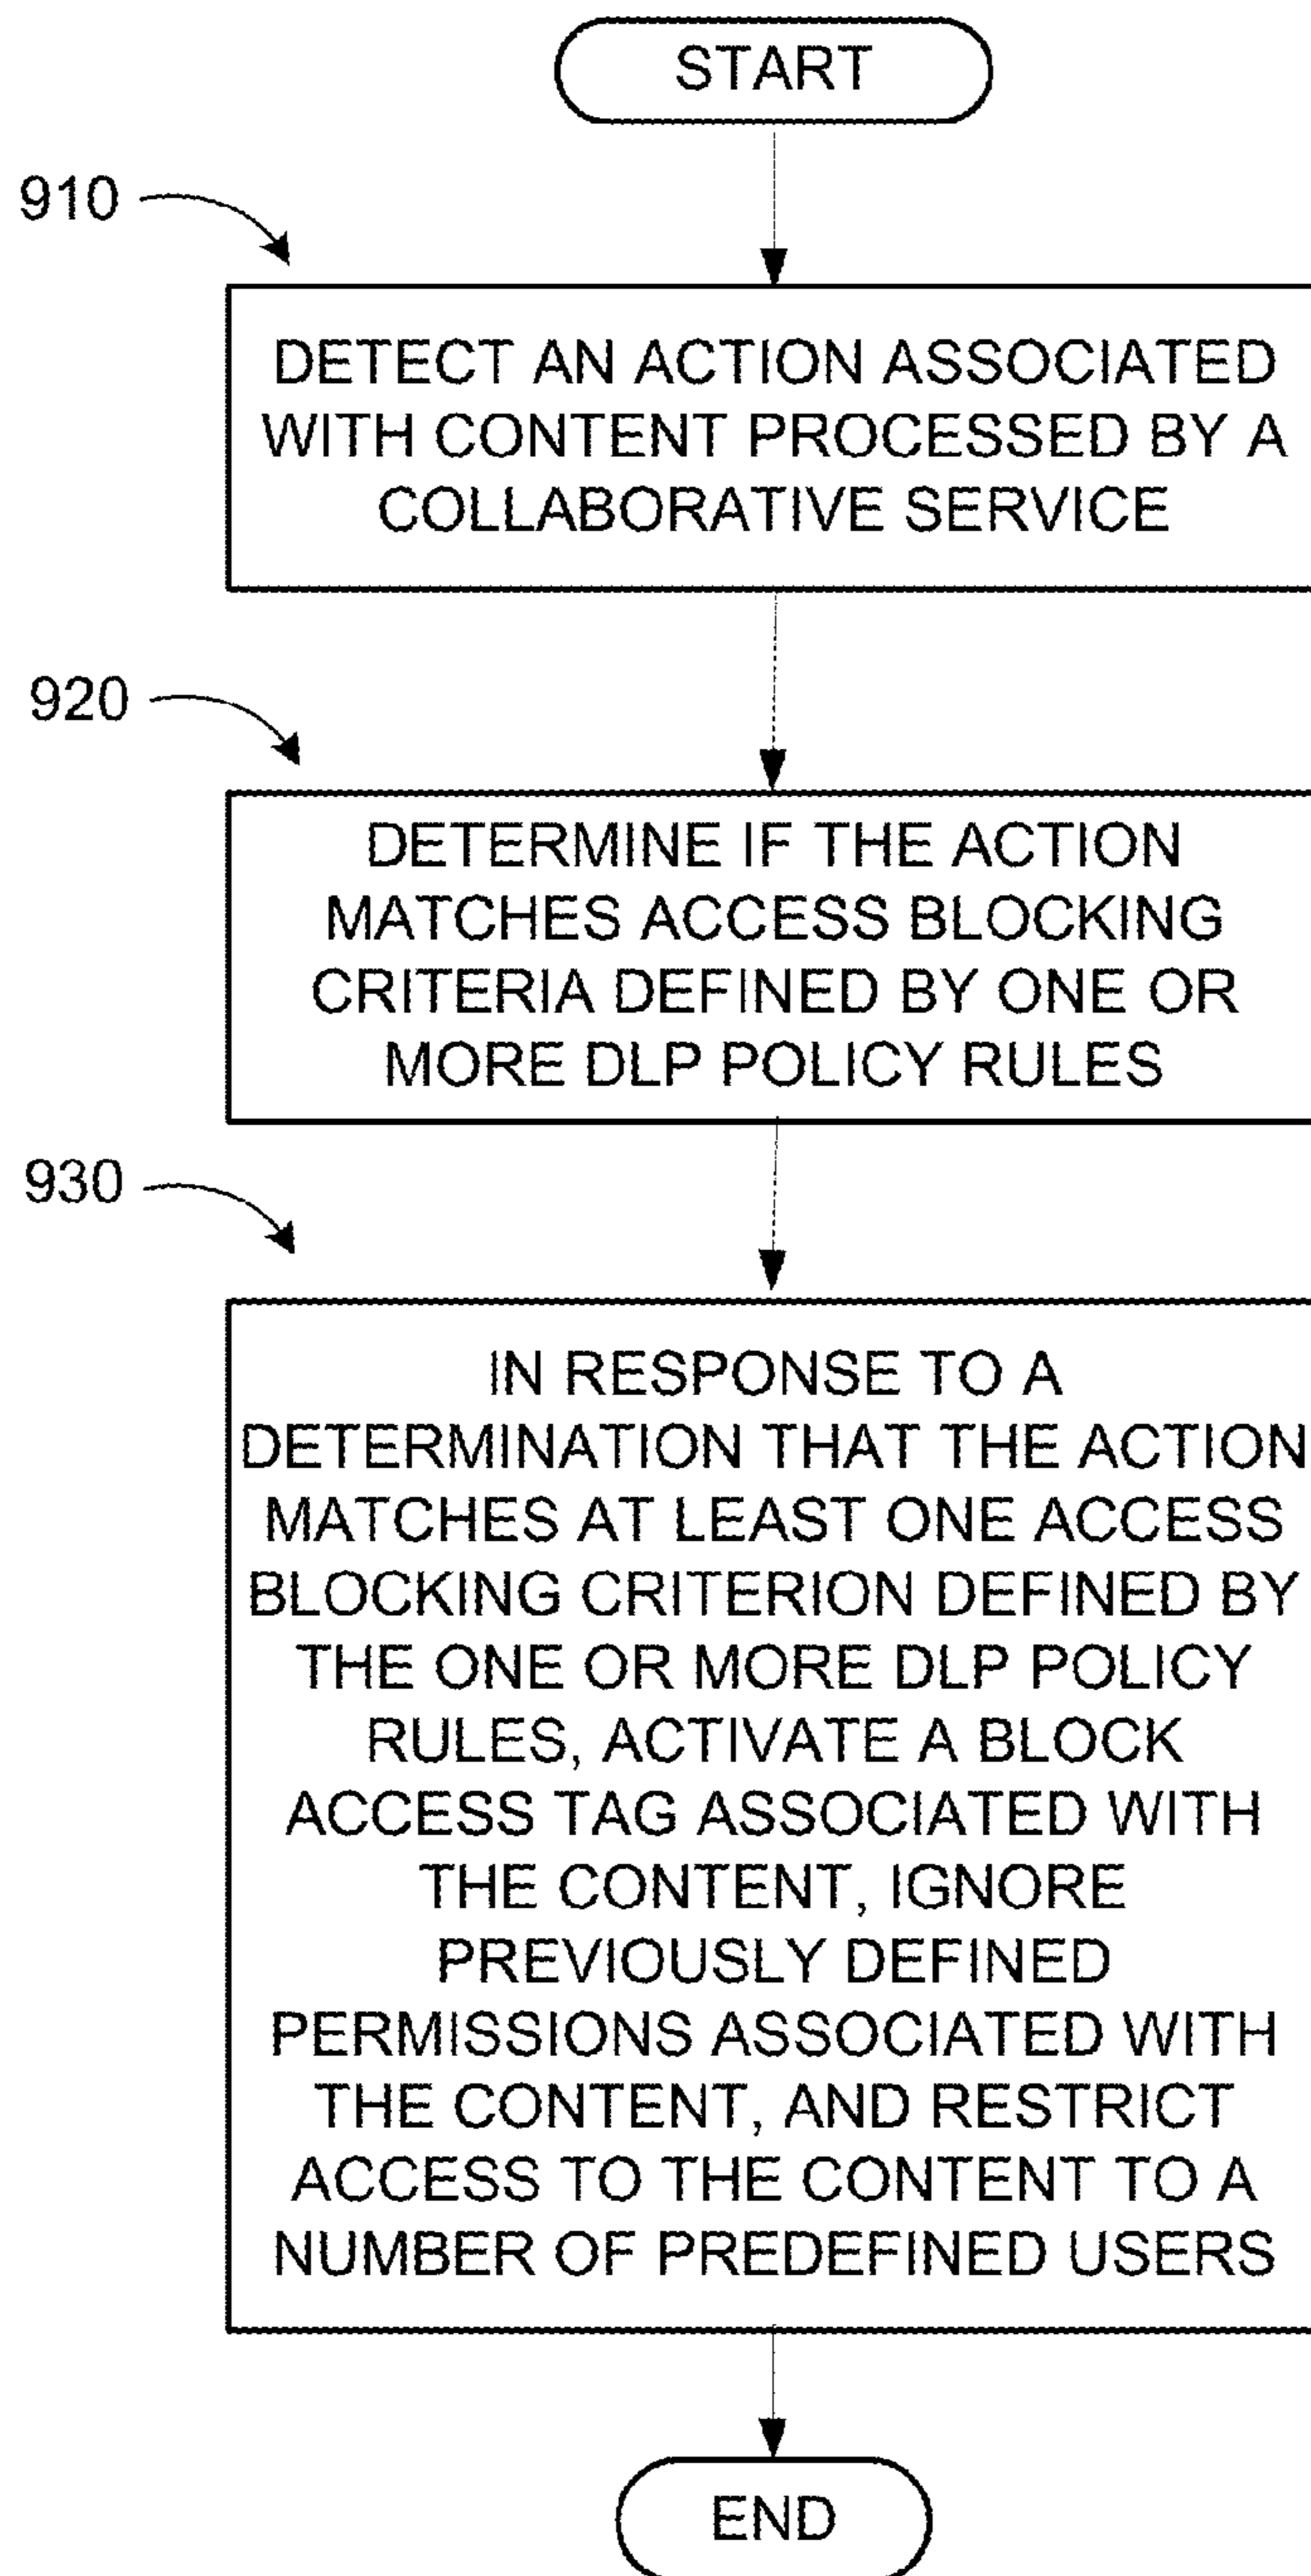 START
910
DETECT AN ACTION ASSOCIATED
WITH CONTENT PROCESSED BY A
COLLABORATIVE SERVICE
920
DETERMINE IF THE ACTION
MATCHES ACCESS BLOCKING
CRITERIA DEFINED BY ONE OR
MORE DLP POLICY RULES
930
IN RESPONSE TO A
DETERMINATION THAT THE ACTION
MATCHES AT LEAST ONE ACCESS
BLOCKING CRITERION DEFINED BY
THE ONE OR MORE DLP POLICY
RULES, ACTIVATE A BLOCK
ACCESS TAG ASSOCIATED WITH
THE CONTENT, IGNORE
PREVIOUSLY DEFINED
PERMISSIONS ASSOCIATED WITH
THE CONTENT, AND RESTRICT
ACCESS TO THE CONTENT TO A
NUMBER OF PREDEFINED USERS
END